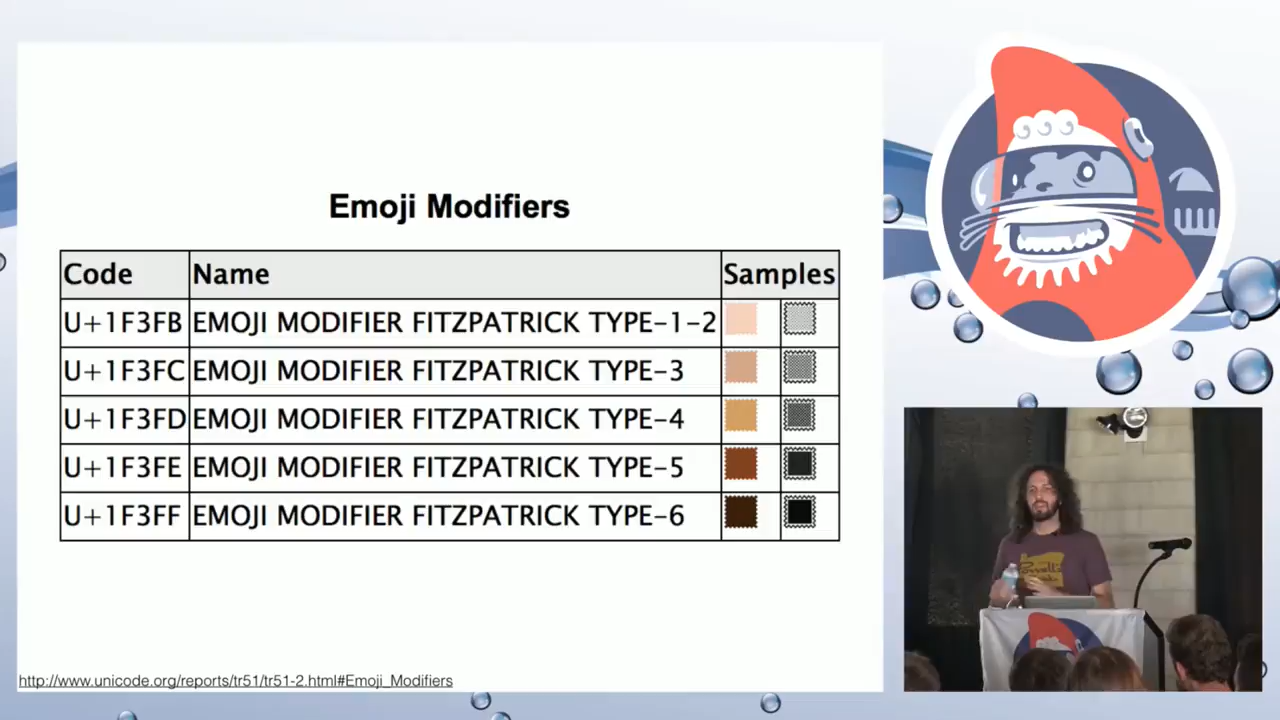 Emoji Modifiers
Code Name Samples
U+1F3FB EMOJI MODIFIER FITZPATRICK TYPE-1-2
U+1F3FC EMOJI MODIFIER FITZPATRICK TYPE-3
U+1F3FD EMOJI MODIFIER FITZPATRICK TYPE-4
U+1F3FE EMOJI MODIFIER FITZPATRICK TYPE-5
U+1F3FF EMOJI MODIFIER FITZPATRICK TYPE-6
http://www.unicode.org/reports/tr51/tr51-2.html#Emoji_Modifiers